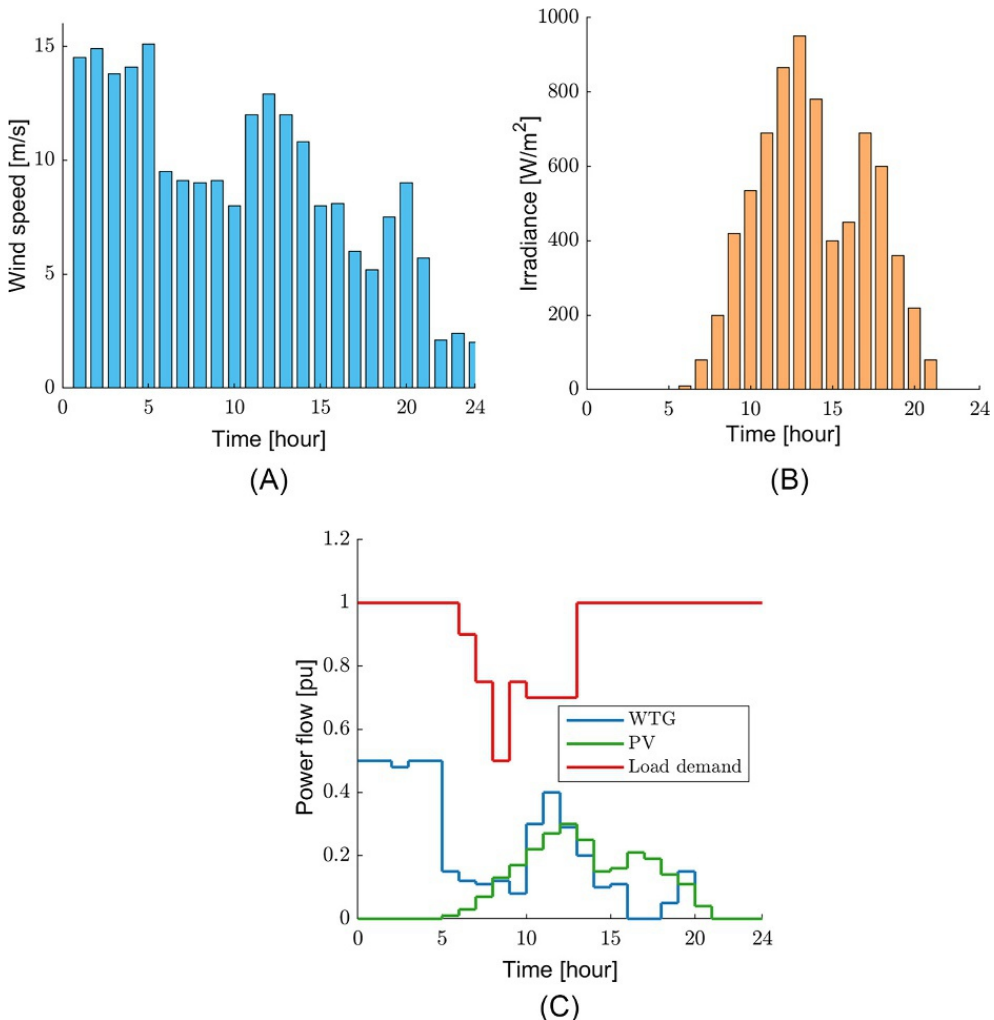 15
10
5
0
0 5 10 15 20 24
Wind speed [m/s]
Time [hour]
(A)
1000
800
600
400
200
0
0 5 10 15 20 24
Irradiance [W/m²]
Time [hour]
(B)
1.2
1
0.8
0.6
0.4
0.2
0
0 5 10 15 20 24
Power flow [pu]
WTG
PV
Load demand
Time [hour]
(C)